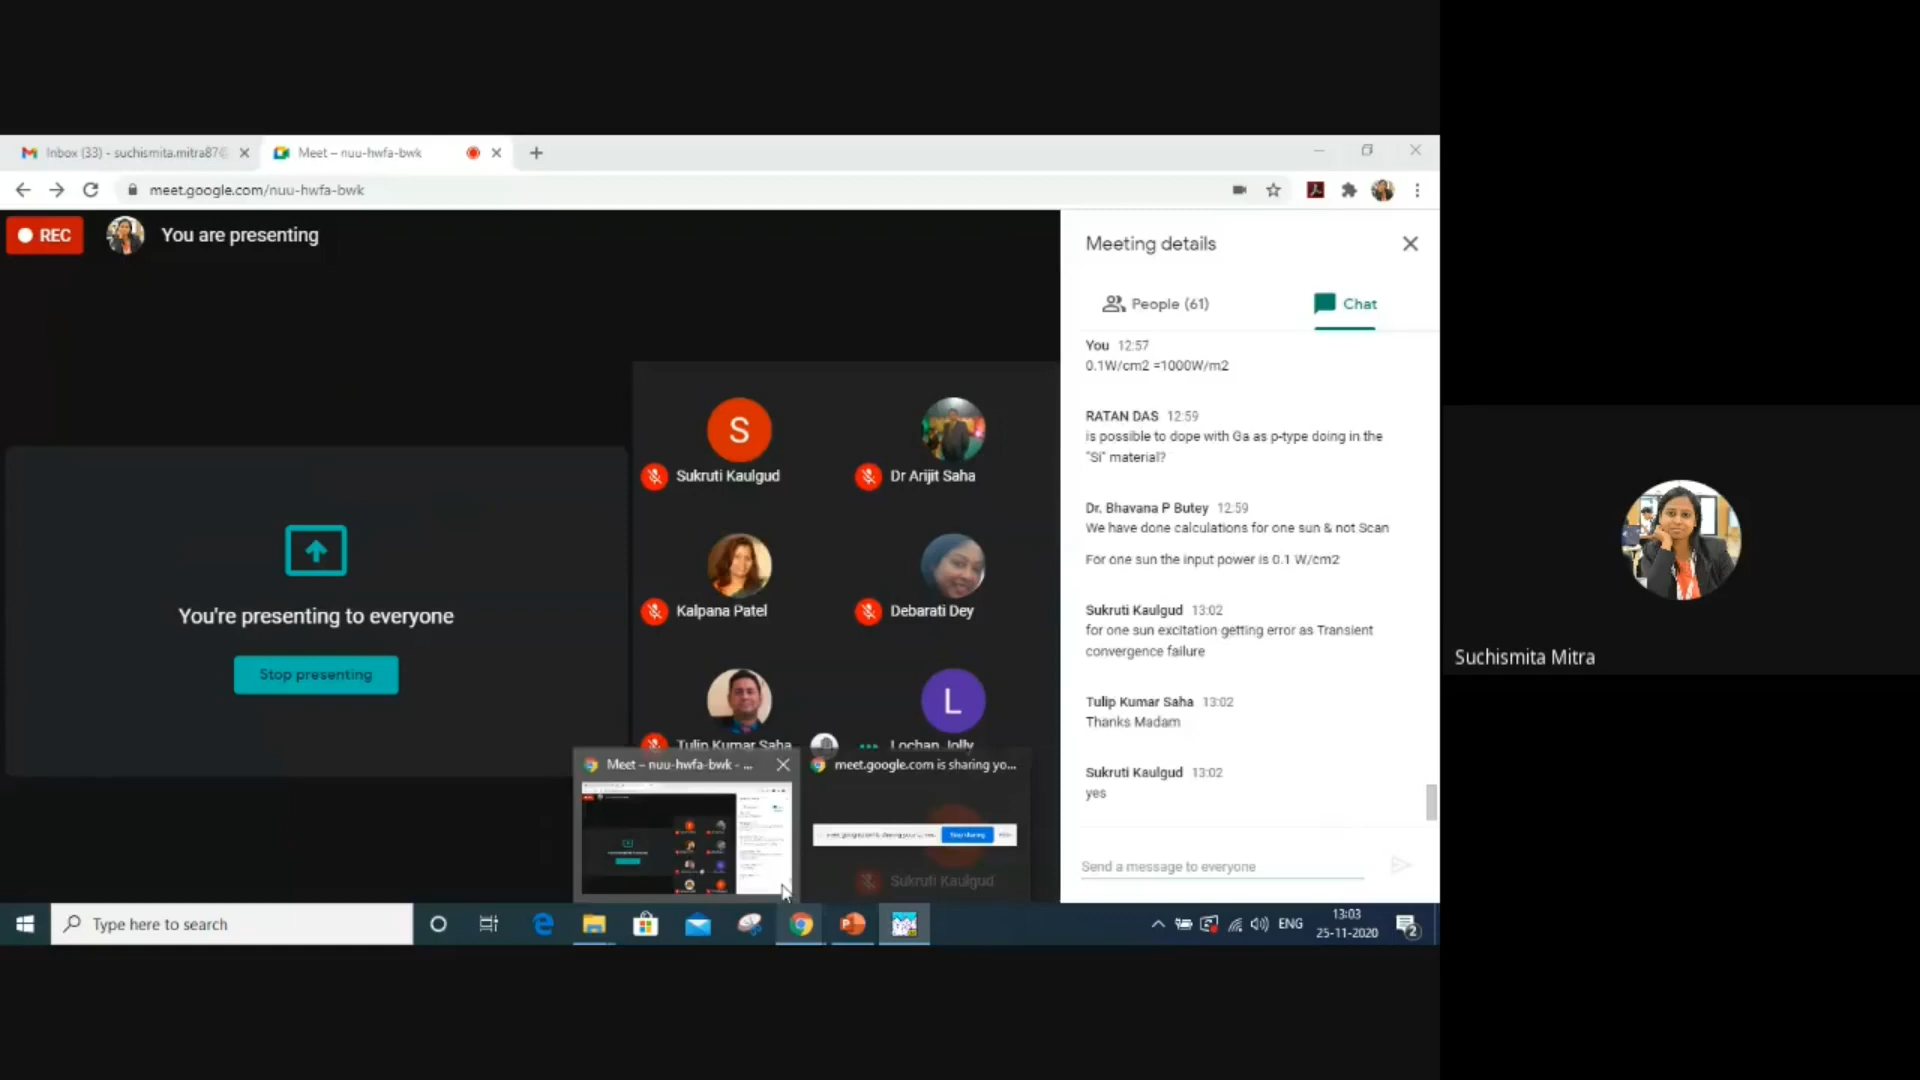 Inbox (33) - suchismita.mitra87@
Meet – nuu-hwfa-bwk
meet.google.com/nuu-hwfa-bwk
REC
You are presenting
You're presenting to everyone
Stop presenting
S
Sukruti Kaulgud
Dr Arijit Saha
Kalpana Patel
Debarati Dey
L
Tulip Kumar Saha
Lochan Jolly
Meet – nuu-hwfa-bwk - ...
meet.google.com is sharing yo...
Stop sharing
Sukruti Kaulgud
Meeting details
People (61)
Chat
You 12:57
0.1W/cm2 =1000W/m2
RATAN DAS 12:59
is possible to dope with Ga as p-type doing in the
"Si" material?
Dr. Bhavana P Butey 12:59
We have done calculations for one sun & not Scan
For one sun the input power is 0.1 W/cm2
Sukruti Kaulgud 13:02
for one sun excitation getting error as Transient
convergence failure
Tulip Kumar Saha 13:02
Thanks Madam
Sukruti Kaulgud 13:02
yes
Send a message to everyone
Suchismita Mitra
Type here to search
ENG
13:03
25-11-2020
2